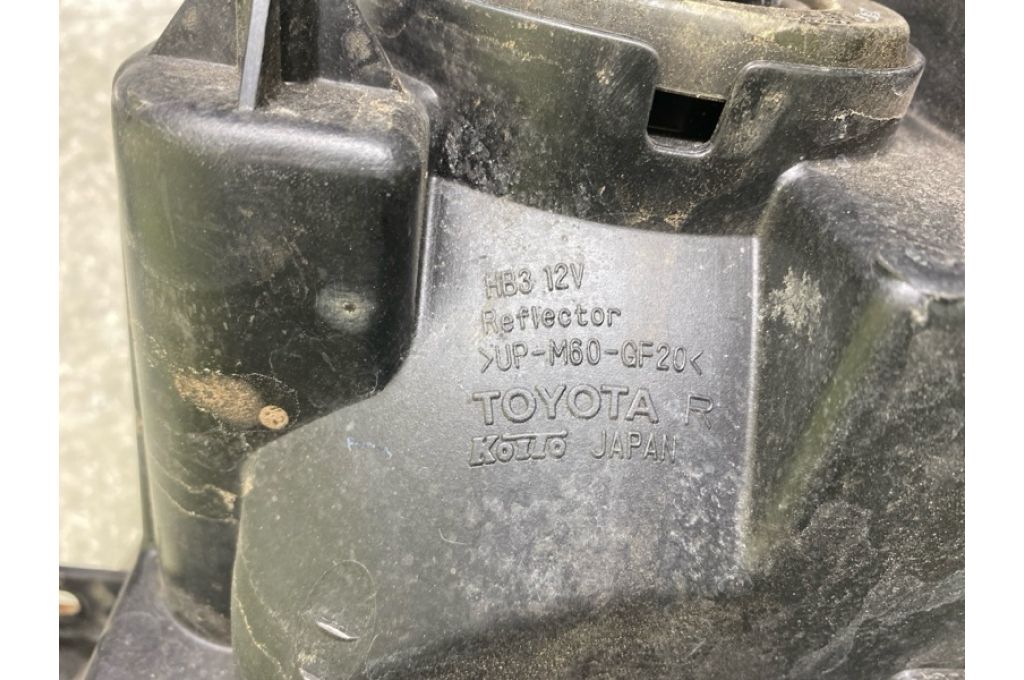 HB3 12V
Reflector
>UP-M60-GF20<
TOYOTA R
KOITO JAPAN